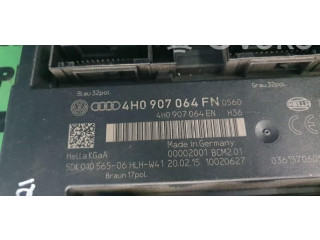 Blau 32pol.
Grau 32pol.
4H0 907 064 FN 0560
4H0 907 064 EN H36
HELLA
Made in Germany
Hella KGaA
00002001 BCM2.01
5DK 010 565-06 HLH-W41 20.02.15 10020627
Braun 17pol.